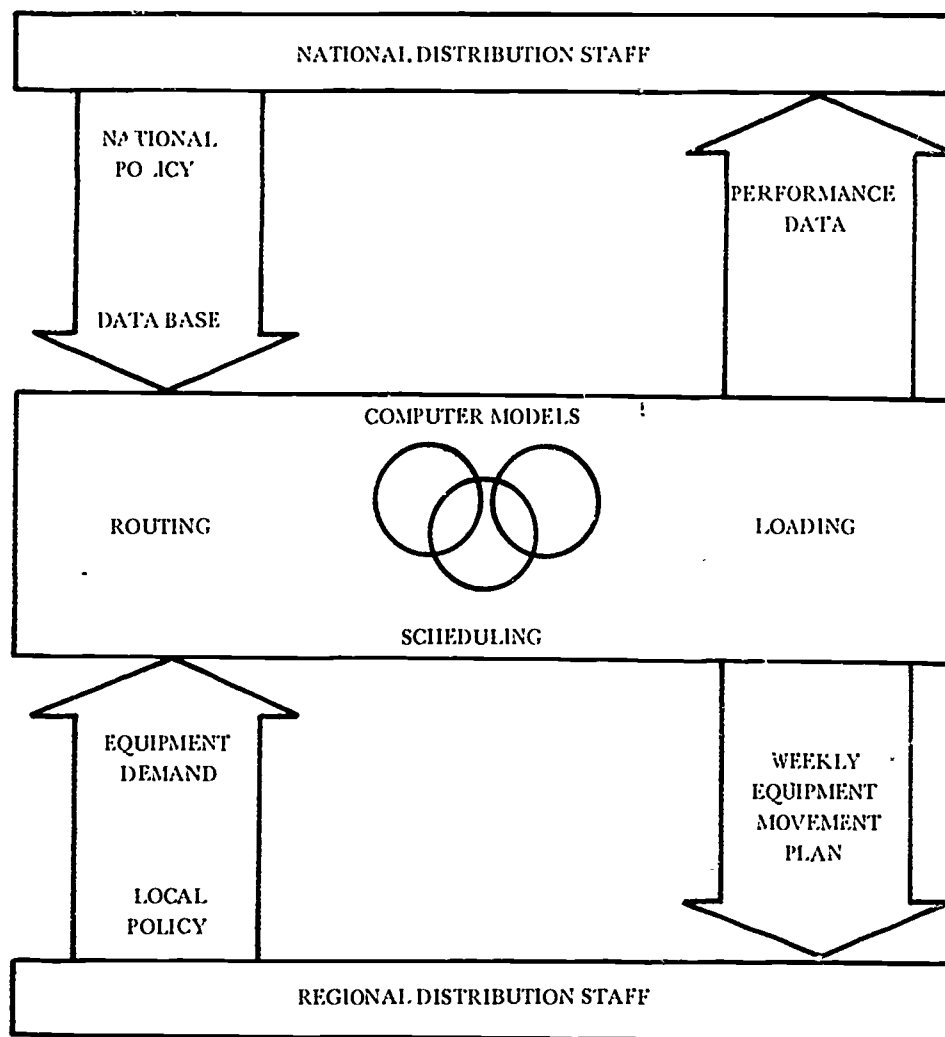 NATIONAL DISTRIBUTION STAFF
NATIONAL
POLICY
DATA BASE
PERFORMANCE
DATA
COMPUTER MODELS
ROUTING
LOADING
SCHEDULING
EQUIPMENT
DEMAND
LOCAL
POLICY
WEEKLY
EQUIPMENT
MOVEMENT
PLAN
REGIONAL DISTRIBUTION STAFF